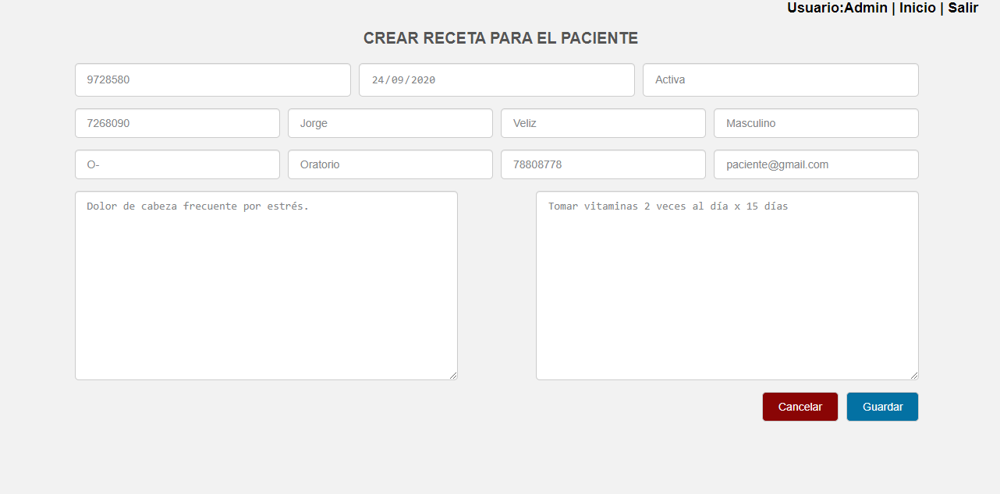 Usuario:Admin | Inicio | Salir
CREAR RECETA PARA EL PACIENTE
9728580 24/09/2020 Activa
7268090 Jorge Veliz Masculino
O- Oratorio 78808778 paciente@gmail.com
Dolor de cabeza frecuente por estrés. Tomar vitaminas 2 veces al día x 15 días
Cancelar Guardar